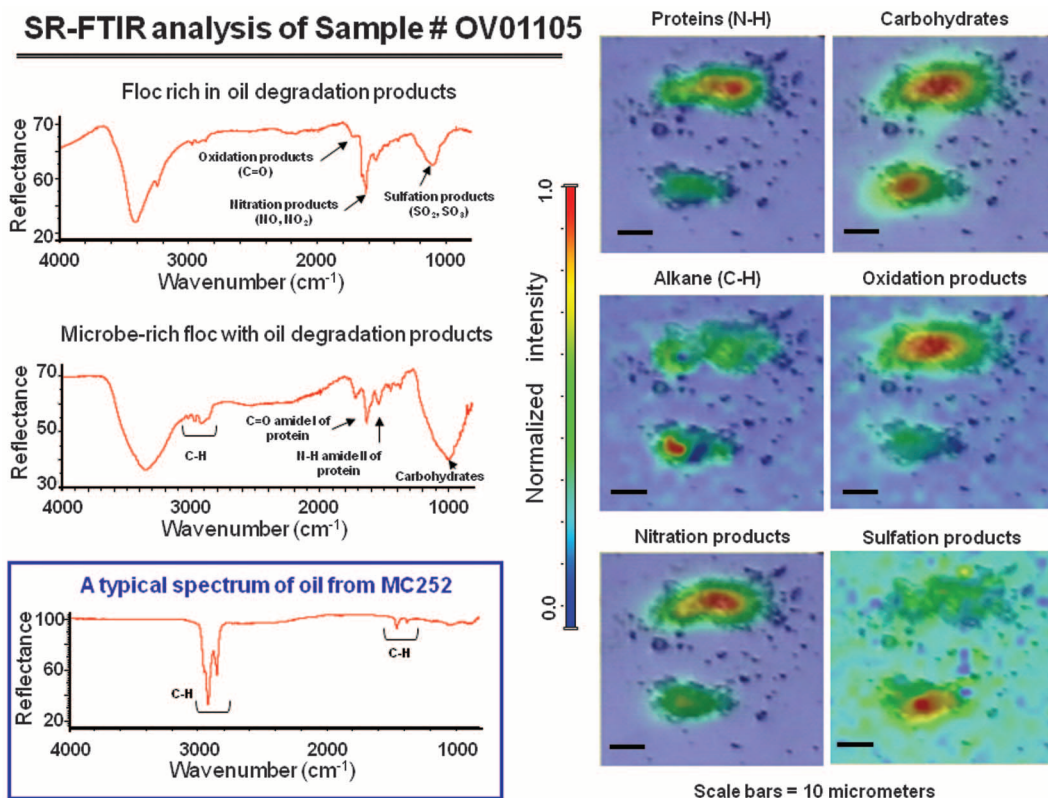 SR-FTIR analysis of Sample # OV01105
Floc rich in oil degradation products
70
60
20
Reflectance
Oxidation products
(C=O)
Nitration products
(NO, NO2)
Sulfation products
(SO2, SO3)
4000
3000
2000
1000
Wavenumber (cm-1)
Microbe-rich floc with oil degradation products
70
50
30
Reflectance
C-H
C=O amideI of
protein
N-H amideII of
protein
Carbohydrates
4000
3000
2000
1000
Wavenumber (cm-1)
A typical spectrum of oil from MC252
100
60
20
Reflectance
C-H
C-H
4000
3000
2000
1000
Wavenumber (cm-1)
1.0
Normalized intensity
0.0
Proteins (N-H)
Carbohydrates
Alkane (C-H)
Oxidation products
Nitration products
Sulfation products
Scale bars = 10 micrometers